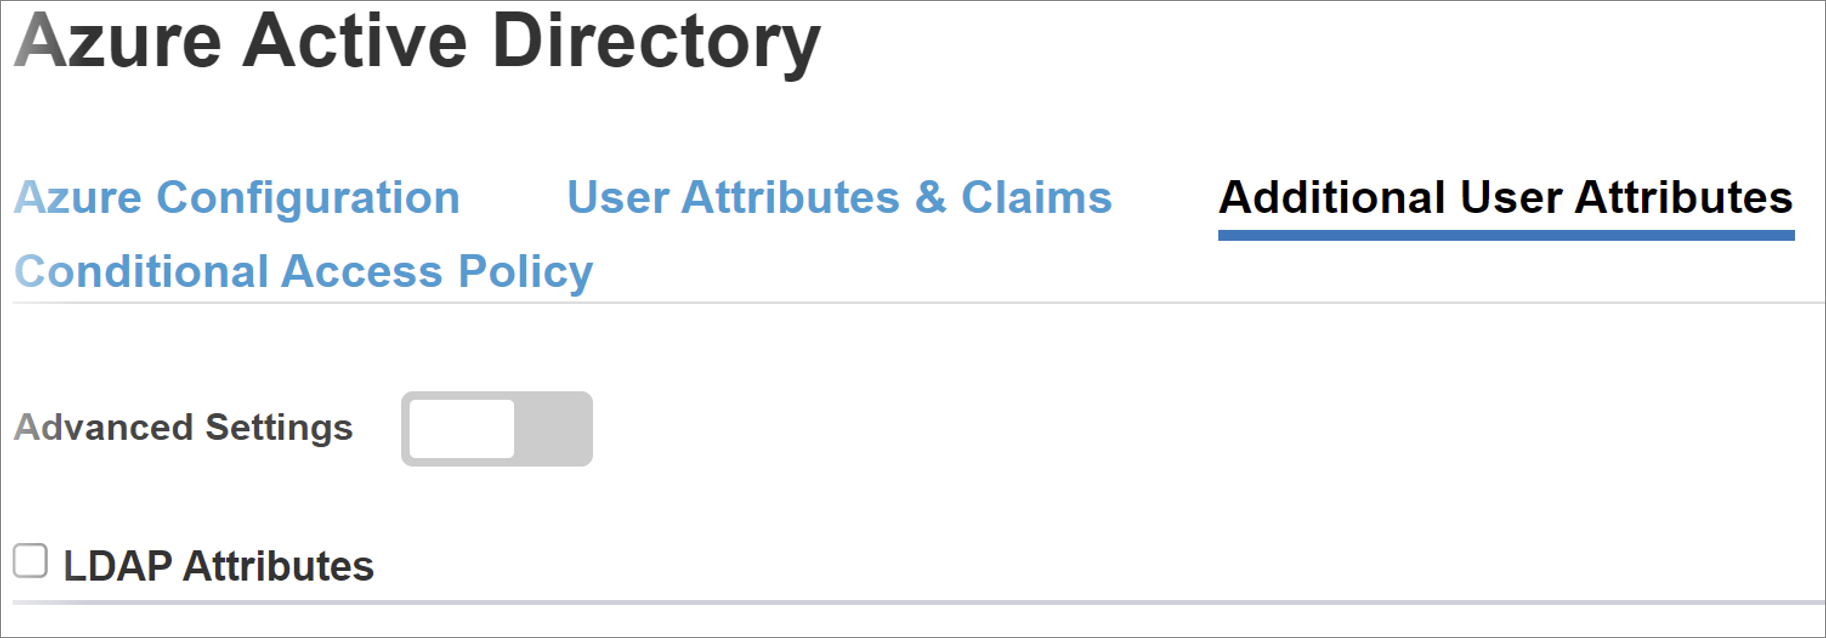 Azure Active Directory
Azure Configuration User Attributes & Claims Additional User Attributes
Conditional Access Policy
Advanced Settings
LDAP Attributes